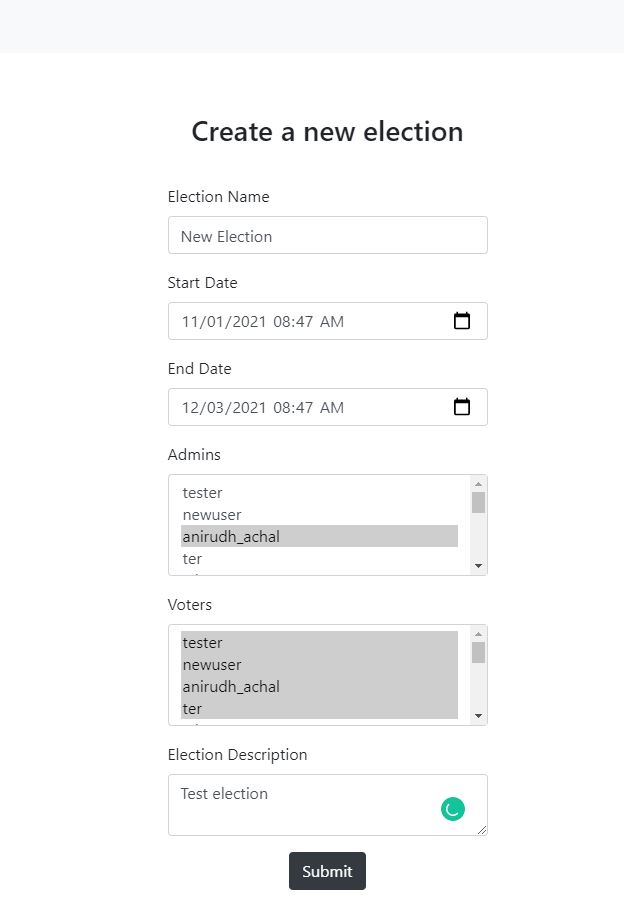 Create a new election
Election Name
New Election
Start Date
11/01/2021 08:47 AM
End Date
12/03/2021 08:47 AM
Admins
tester
newuser
anirudh_achal
ter
Voters
tester
newuser
anirudh_achal
ter
Election Description
Test election
Submit